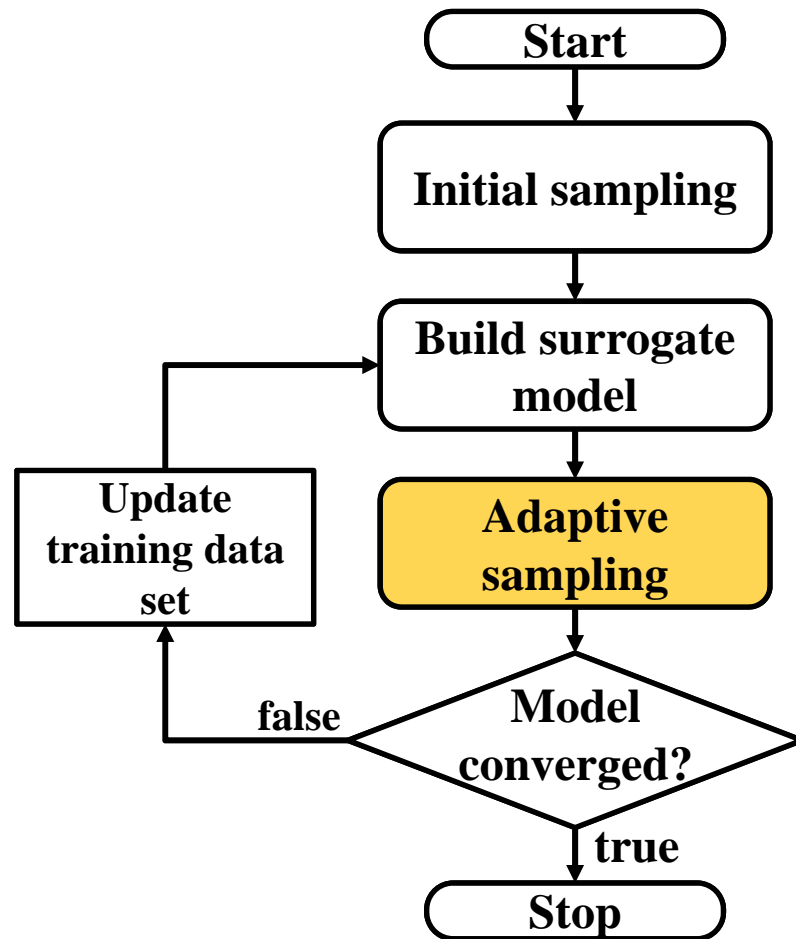 Start
Initial sampling
Build surrogate
model
Adaptive
sampling
Update
training data
set
Model
converged?
false
true
Stop